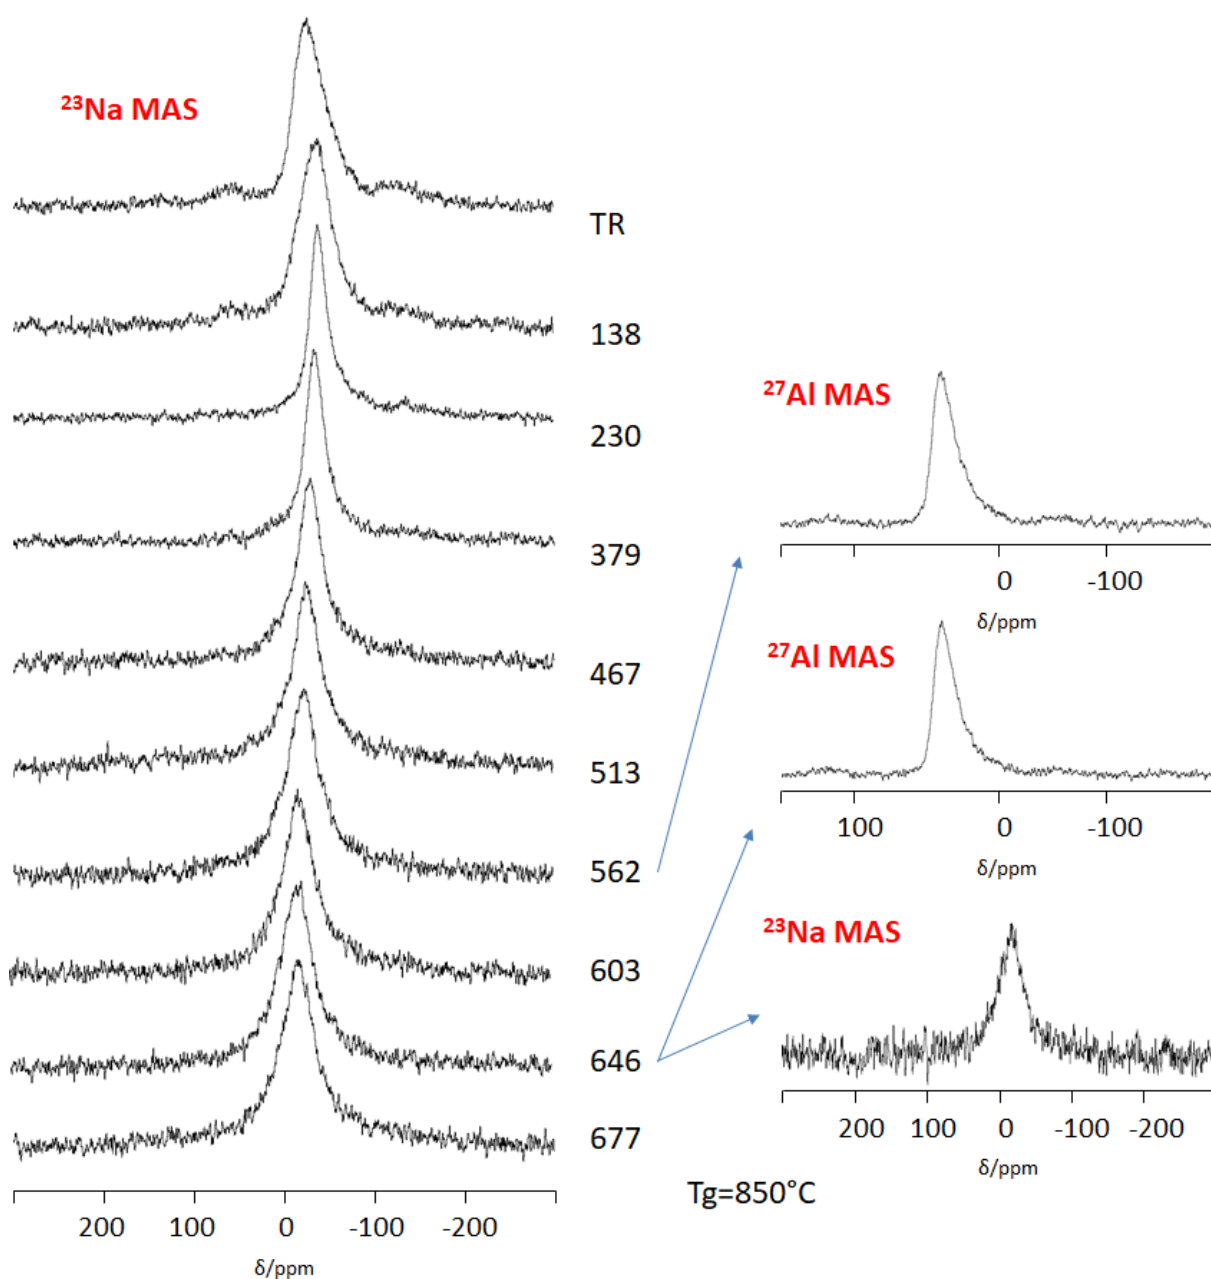 ²³Na MAS
TR
138
230
379
467
513
562
603
646
677
200 100 0 -100 -200
δ/ppm
²⁷Al MAS
0 -100
δ/ppm
²⁷Al MAS
100 0 -100
δ/ppm
²³Na MAS
200 100 0 -100 -200
δ/ppm
Tg=850°C